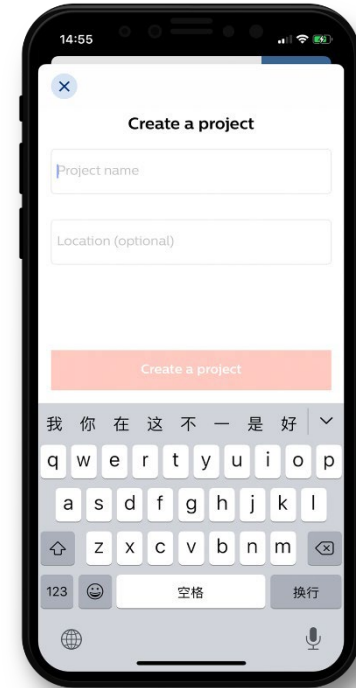 14:55
Create a project
Project name
Location (optional)
Create a project
我 你 在 这 不 一 是 好
q w e r t y u i o p
a s d f g h j k l
z x c v b n m
123 空格 换行